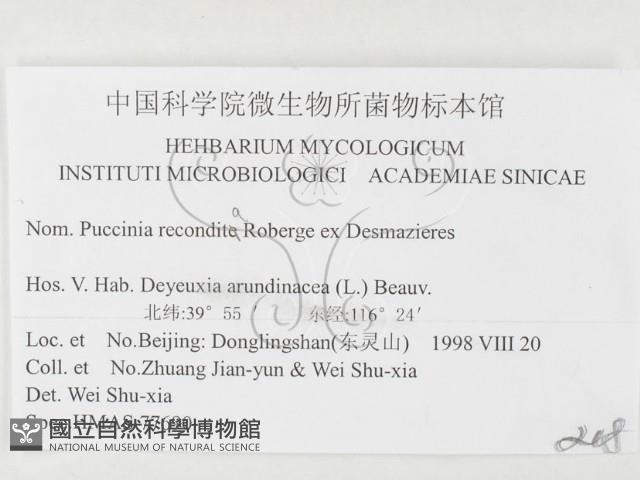 中国科学院微生物所菌物标本馆
HEHBARIUM MYCOLOGICUM
INSTITUTI MICROBIOLOGICI ACADEMIAE SINICAE
a
Nom. Puccinia recondite Roberge ex Desmazieres
Hos. V. Hab. Deyeuxia arundinacea (L.) Beauv.
北纬:39° 55 ′ 东经:116° 24′
Loc. et No.Beijing: Donglingshan(东灵山) 1998 VIII 20
Coll. et No.Zhuang Jian-yun & Wei Shu-xia
Det. Wei Shu-xia
HMAS
國立自然科學博物館
NATIONAL MUSEUM OF NATURAL SCIENCE